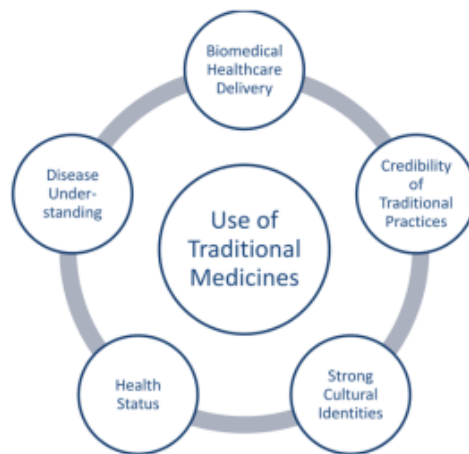 Biomedical
Healthcare
Delivery
Credibility
of
Traditional
Practices
Strong
Cultural
Identities
Health
Status
Disease
Under-
standing
Use of
Traditional
Medicines